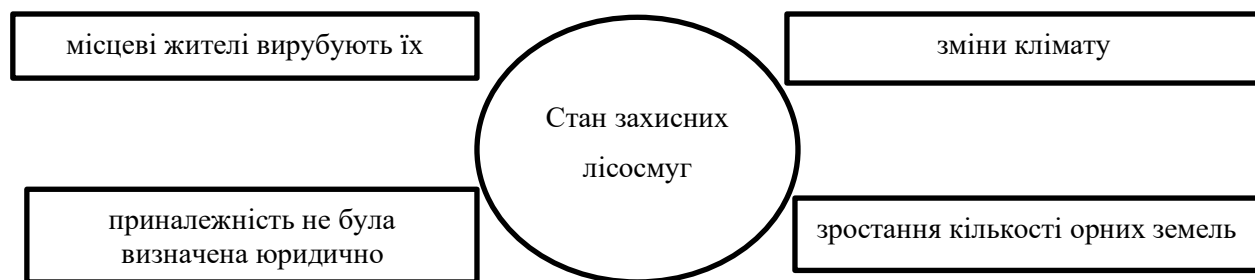 місцеві жителі вирубують їх
зміни клімату
Стан захисних
лісосмуг
приналежність не була
визначена юридично
зростання кількості орних земель